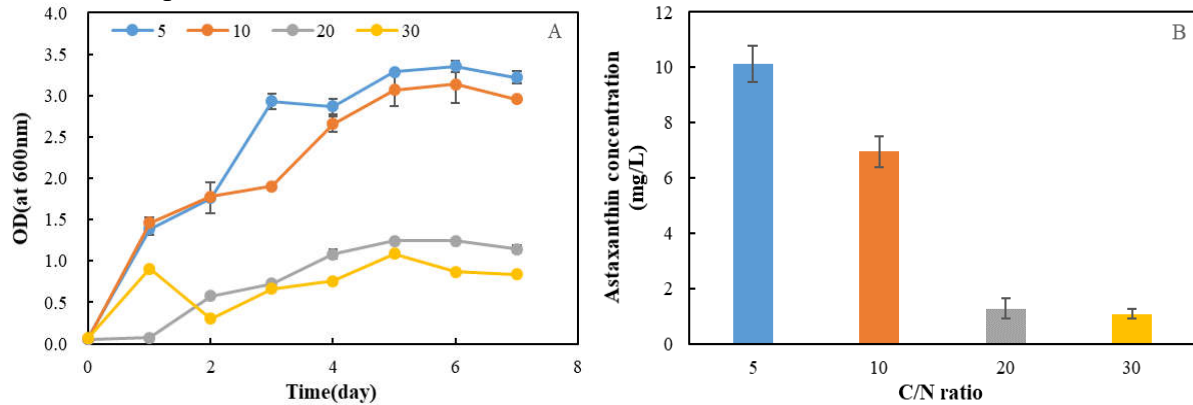 4.0
3.5
3.0
2.5
2.0
1.5
1.0
0.5
0.0
5 10 20 30
A
OD(at 600nm)
0 2 4 6 8
Time(day)
12
10
8
6
4
2
0
B
Astaxanthin concentration
(mg/L)
5 10 20 30
C/N ratio